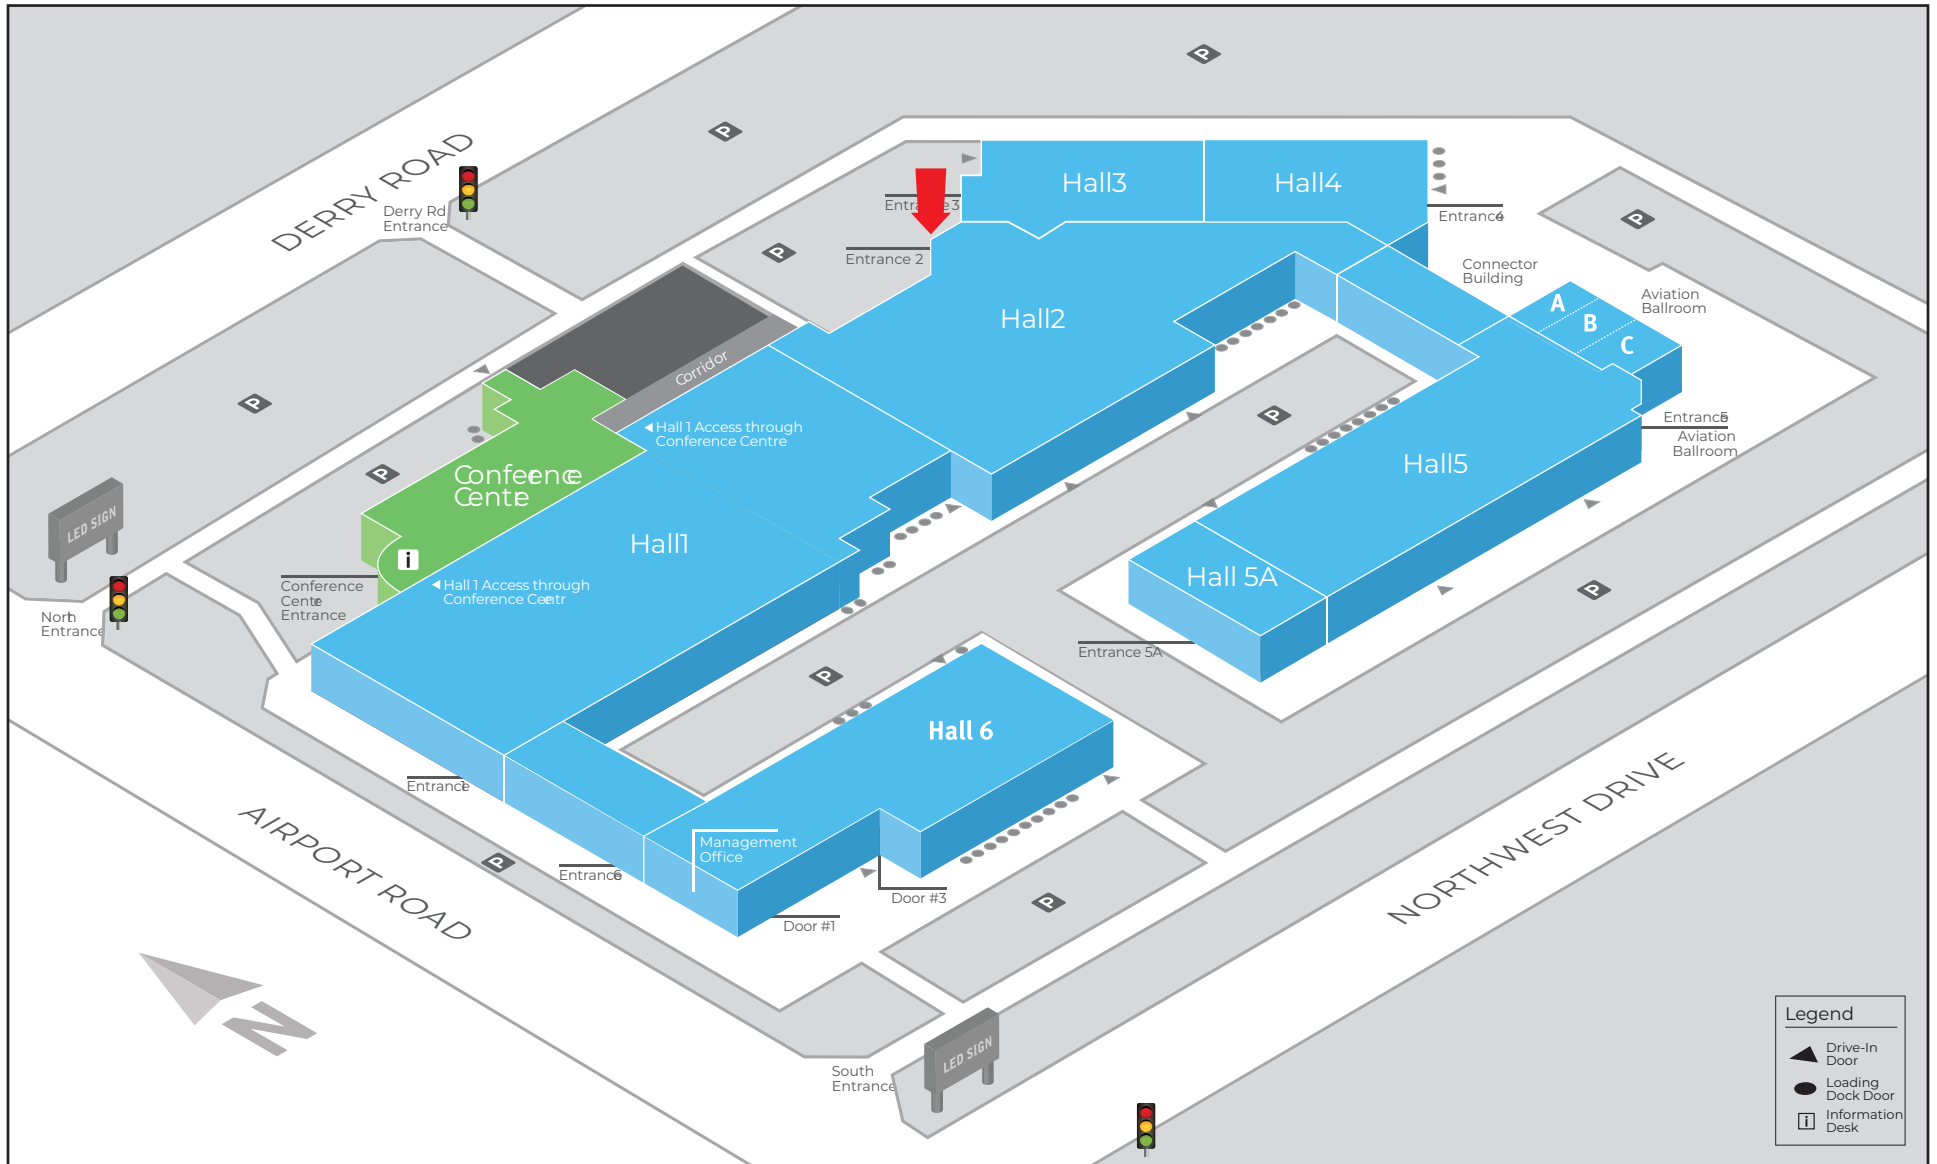 P
P
DERRY ROAD
Derry Rd
Entrance
Hall3
Hall4
Entrance 3
Entrance 2
P
Entrance 4
P
Connector
Building
Aviation
Ballroom
A
B
C
Hall2
Corridor
P
P
Hall 1 Access through
Conference Centre
Entrance 5
Aviation
Ballroom
P
Conference
Centre
Hall5
LED SIGN
Hall1
i
Hall 1 Access through
Conference Centr
Conference
Centre
Entrance
Hall 5A
P
North
Entrance
Entrance 5A
P
Hall 6
Entrance 1
NORTHWEST DRIVE
AIRPORT ROAD
P
Management
Office
Entrance 6
Door #3
P
Door #1
N
LED SIGN
South
Entrance
Legend
Drive-In
Door
Loading
Dock Door
i
Information
Desk